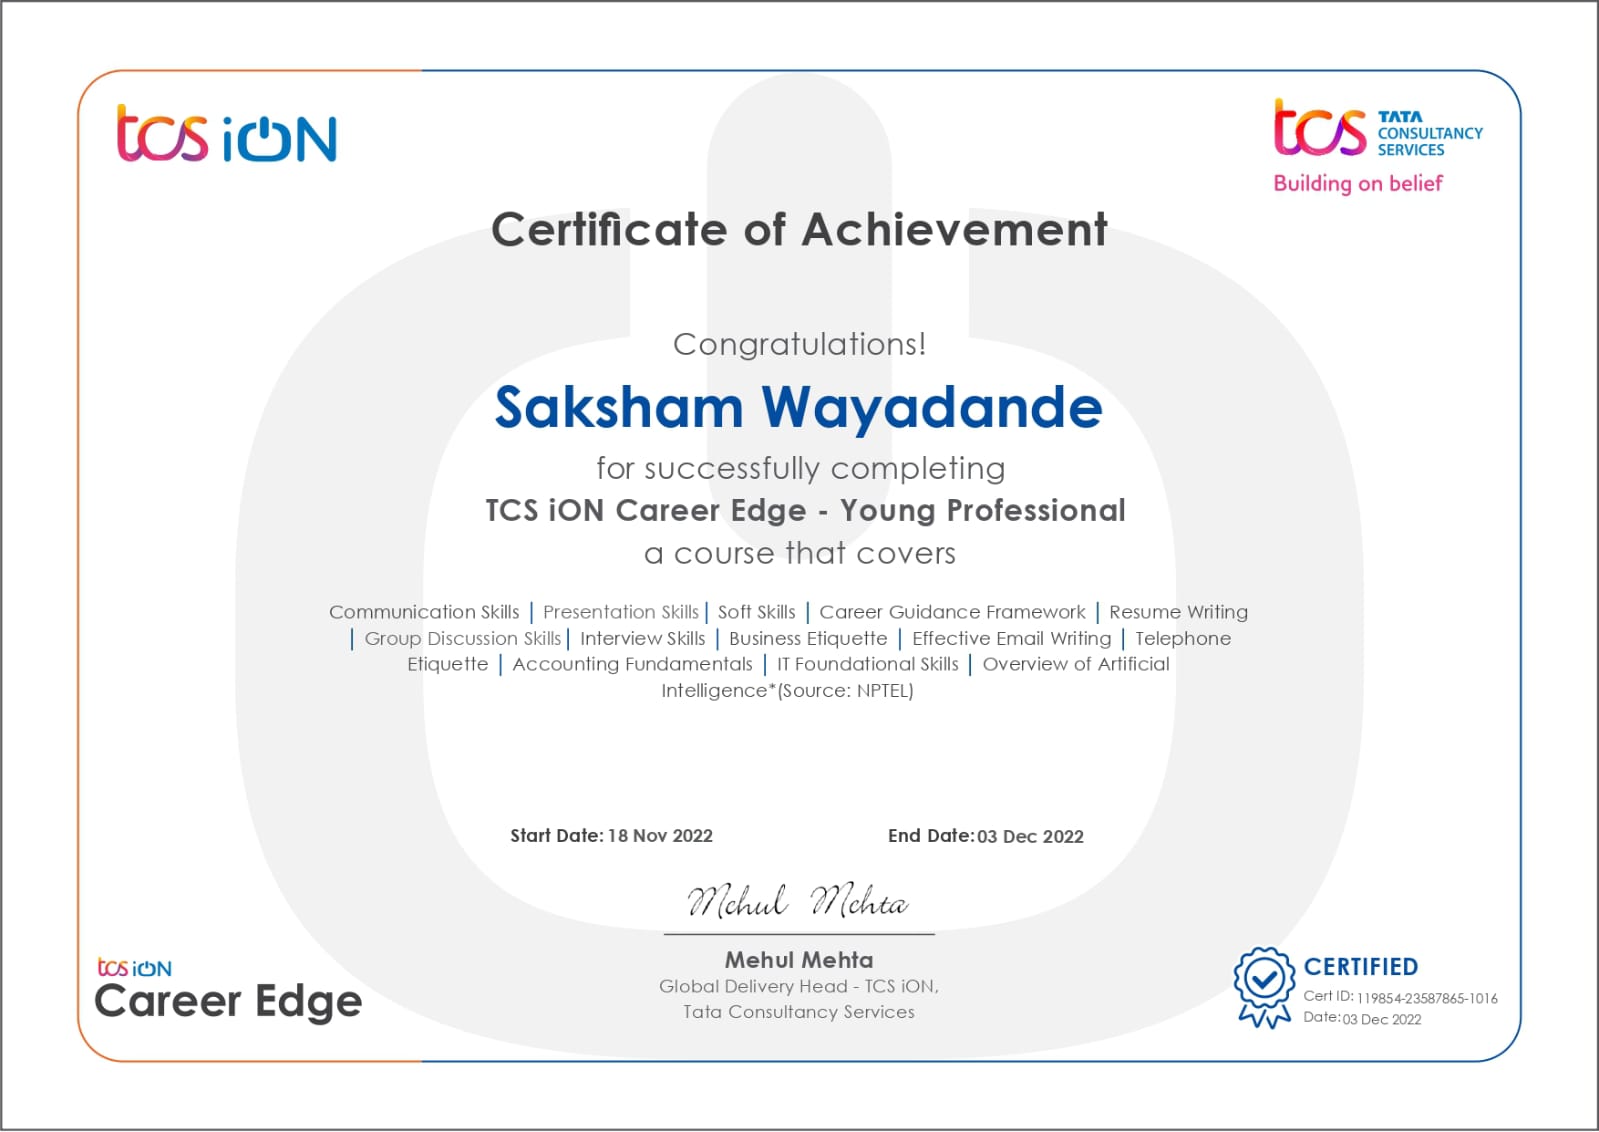 tcs iON
tcs TATA
CONSULTANCY
SERVICES
Building on belief
Certificate of Achievement
Congratulations!
Saksham Wayadande
for successfully completing
TCS iON Career Edge - Young Professional
a course that covers
Communication Skills | Presentation Skills | Soft Skills | Career Guidance Framework | Resume Writing
| Group Discussion Skills | Interview Skills | Business Etiquette | Effective Email Writing | Telephone
Etiquette | Accounting Fundamentals | IT Foundational Skills | Overview of Artificial
Intelligence*(Source: NPTEL)
Start Date: 18 Nov 2022 End Date: 03 Dec 2022
Mehul Mehta
Mehul Mehta
Global Delivery Head - TCS iON,
Tata Consultancy Services
tcs iON
Career Edge
CERTIFIED
Cert ID: 119854-23587865-1016
Date: 03 Dec 2022